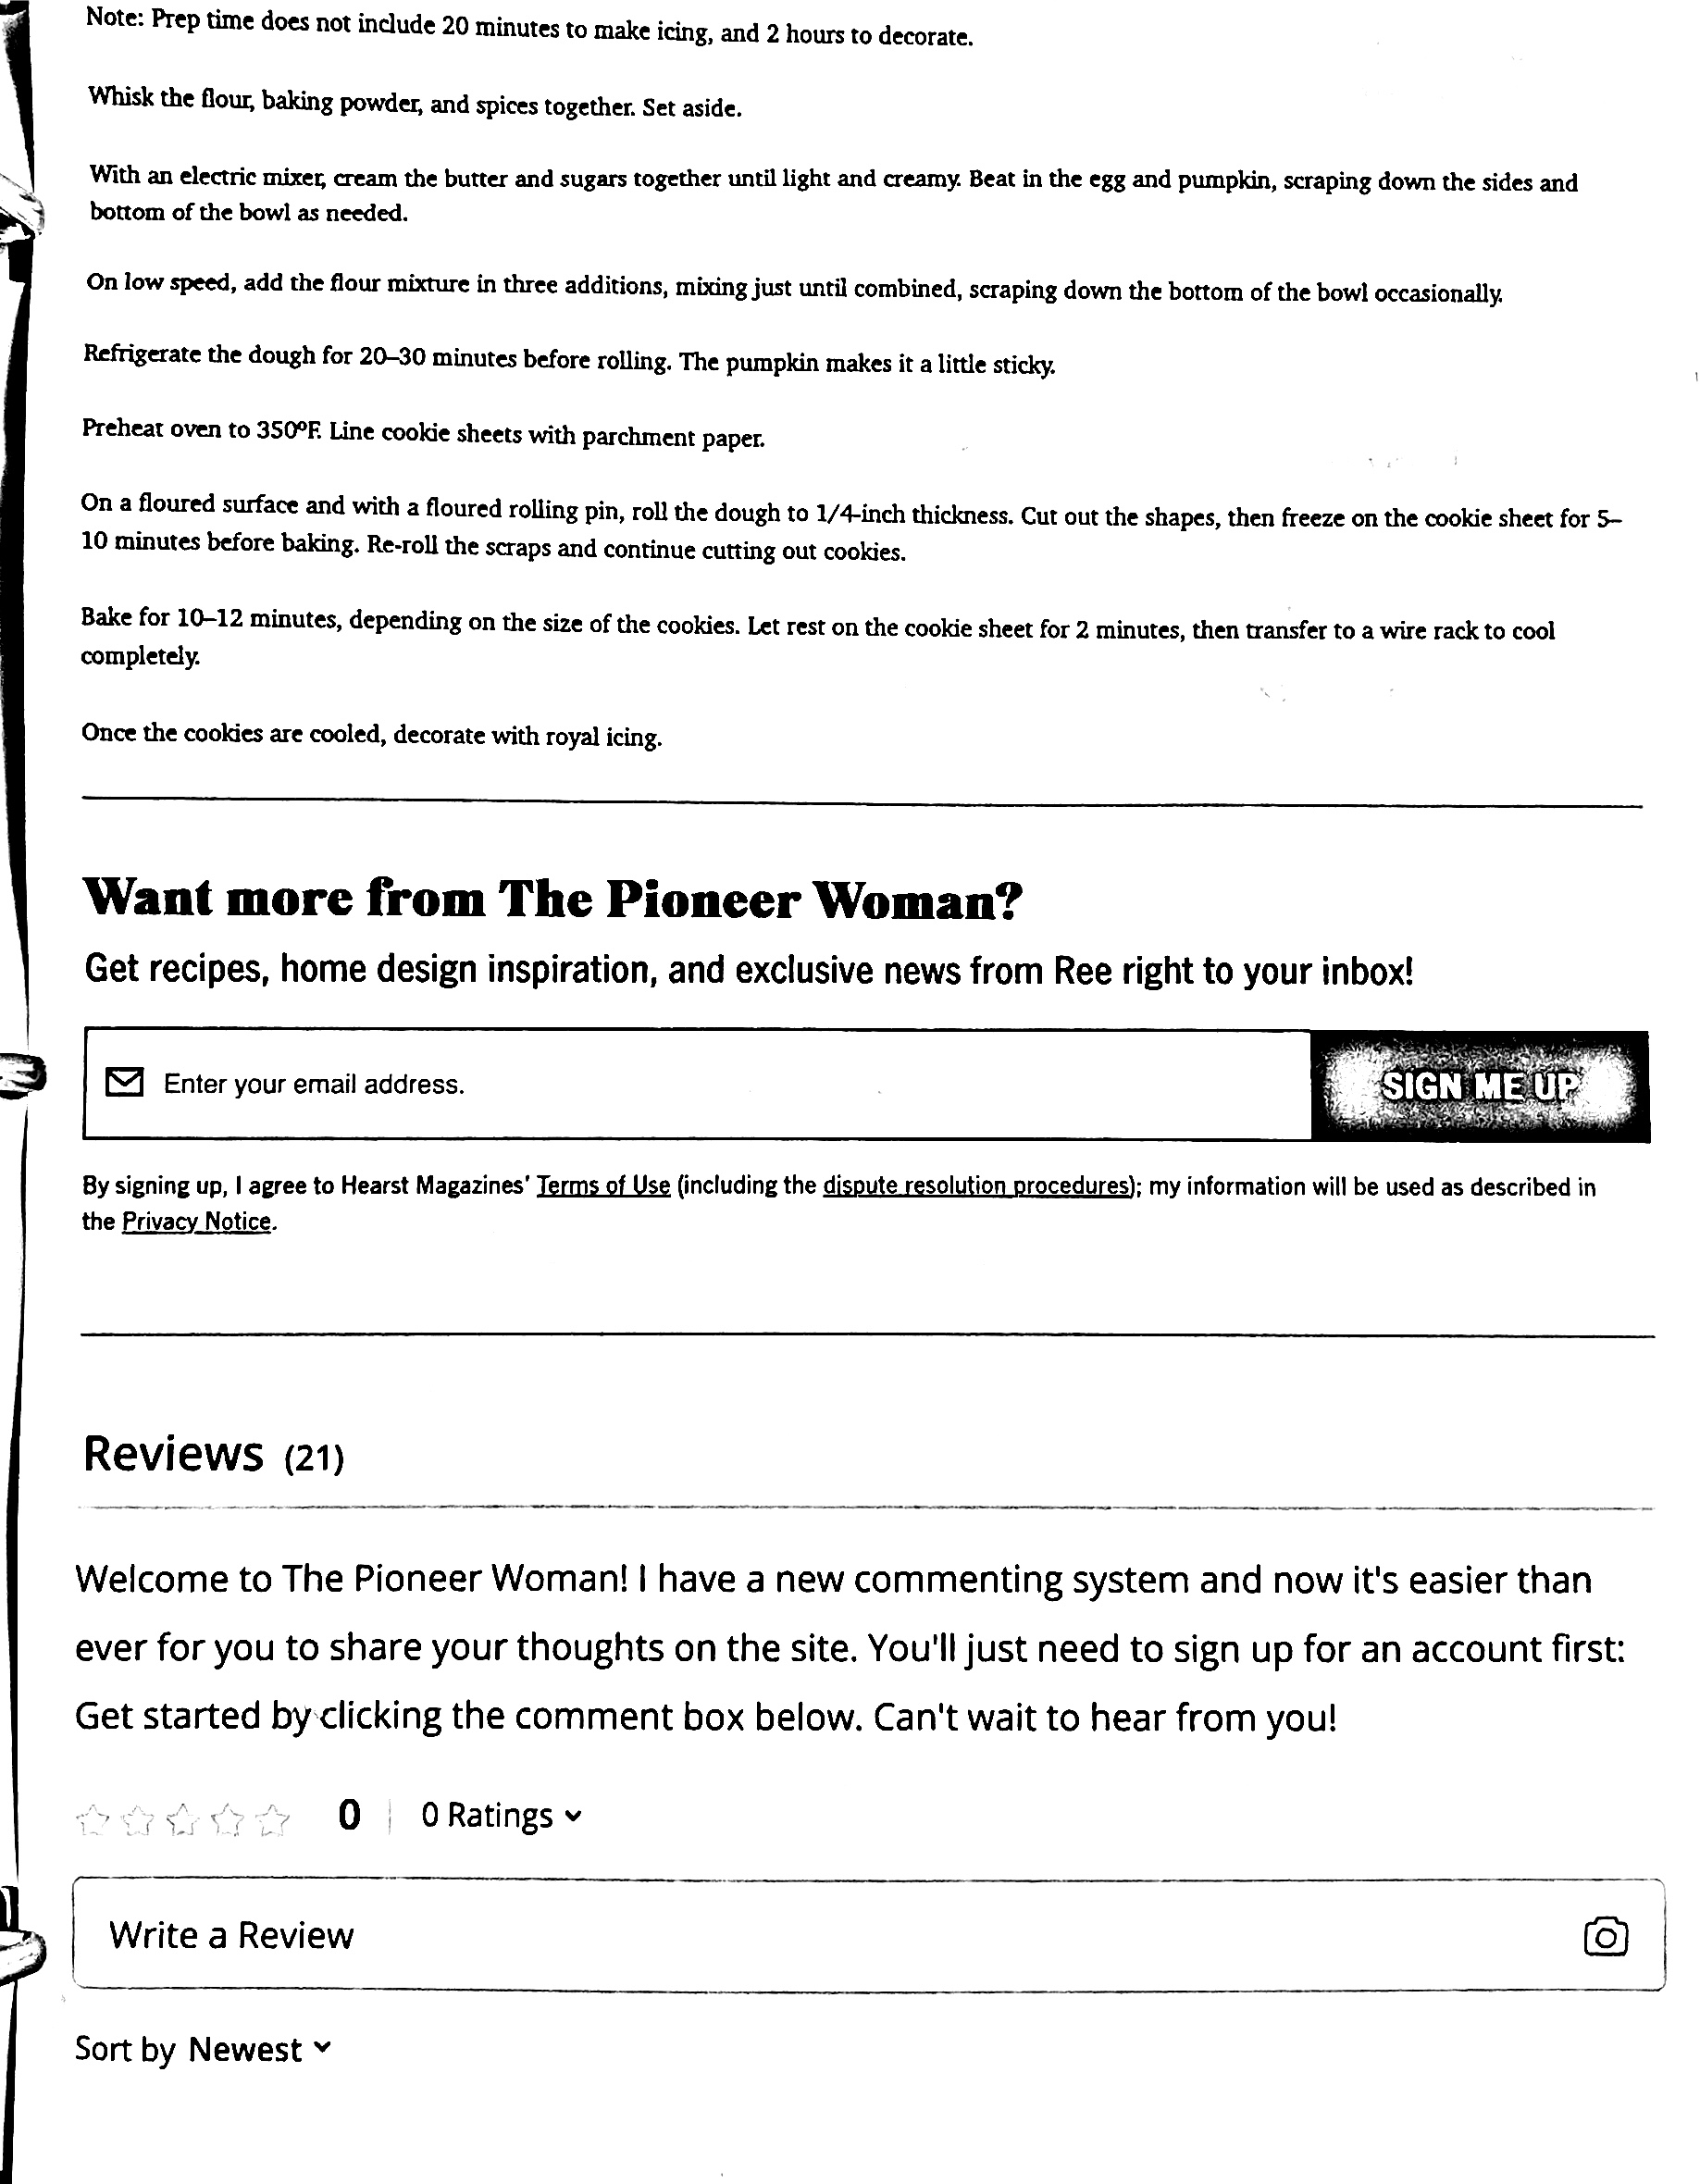 Note: Prep time does not include 20 minutes to make icing, and 2 hours to decorate.
Whisk the flour, baking powder, and spices together. Set aside.
With an electric mixer, cream the butter and sugars together until light and creamy. Beat in the egg and pumpkin, scraping down the sides and
bottom of the bowl as needed.
On low speed, add the flour mixture in three additions, mixing just until combined, scraping down the bottom of the bowl occasionally.
Refrigerate the dough for 20–30 minutes before rolling. The pumpkin makes it a little sticky.
Preheat oven to 350ºF. Line cookie sheets with parchment paper.
On a floured surface and with a floured rolling pin, roll the dough to 1/4-inch thickness. Cut out the shapes, then freeze on the cookie sheet for 5–
10 minutes before baking. Re-roll the scraps and continue cutting out cookies.
Bake for 10–12 minutes, depending on the size of the cookies. Let rest on the cookie sheet for 2 minutes, then transfer to a wire rack to cool
completely.
Once the cookies are cooled, decorate with royal icing.
Want more from The Pioneer Woman?
Get recipes, home design inspiration, and exclusive news from Ree right to your inbox!
Enter your email address.
SIGN ME UP
By signing up, I agree to Hearst Magazines' Terms of Use (including the dispute resolution procedures); my information will be used as described in
the Privacy Notice.
Reviews (21)
Welcome to The Pioneer Woman! I have a new commenting system and now it's easier than
ever for you to share your thoughts on the site. You'll just need to sign up for an account first:
Get started by clicking the comment box below. Can't wait to hear from you!
0 | 0 Ratings
Write a Review
Sort by Newest